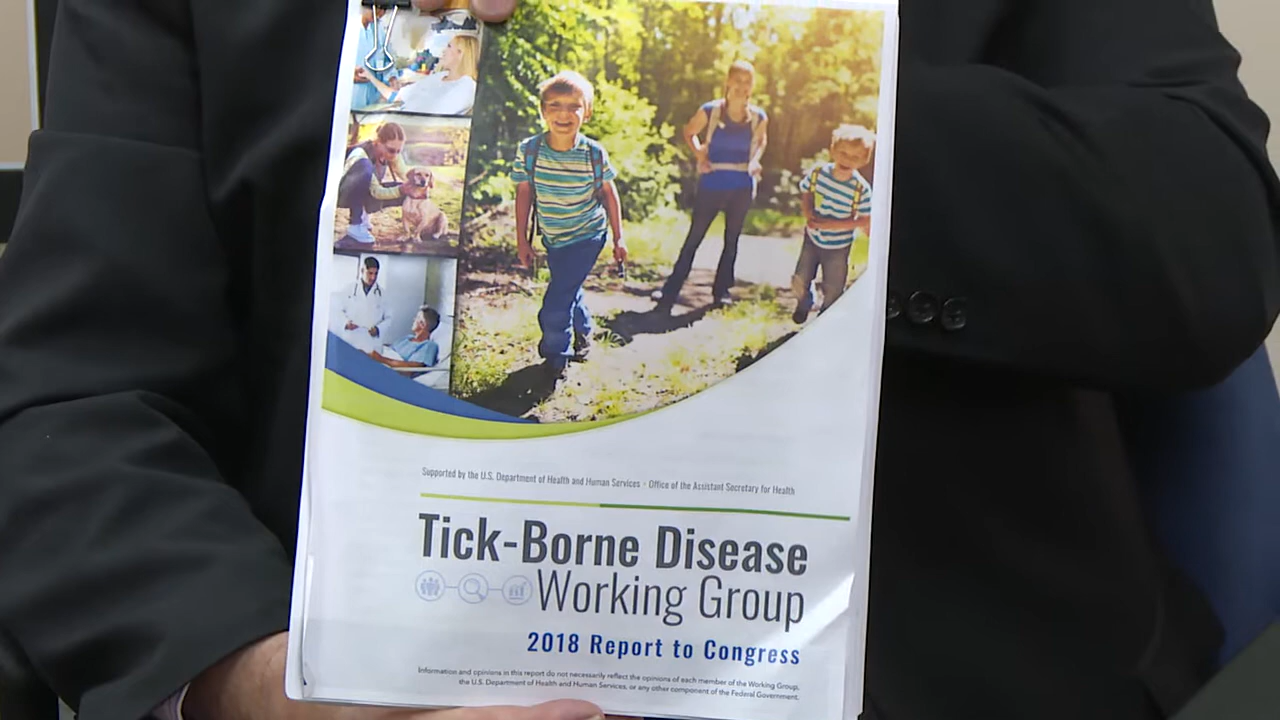 Supported by the U.S. Department of Health and Human Services • Office of the Assistant Secretary for Health
Tick-Borne Disease
Working Group
2018 Report to Congress
Information and opinions in this report do not necessarily reflect the opinions of each member of the Working Group,
the U.S. Department of Health and Human Services, or any other component of the Federal Government.